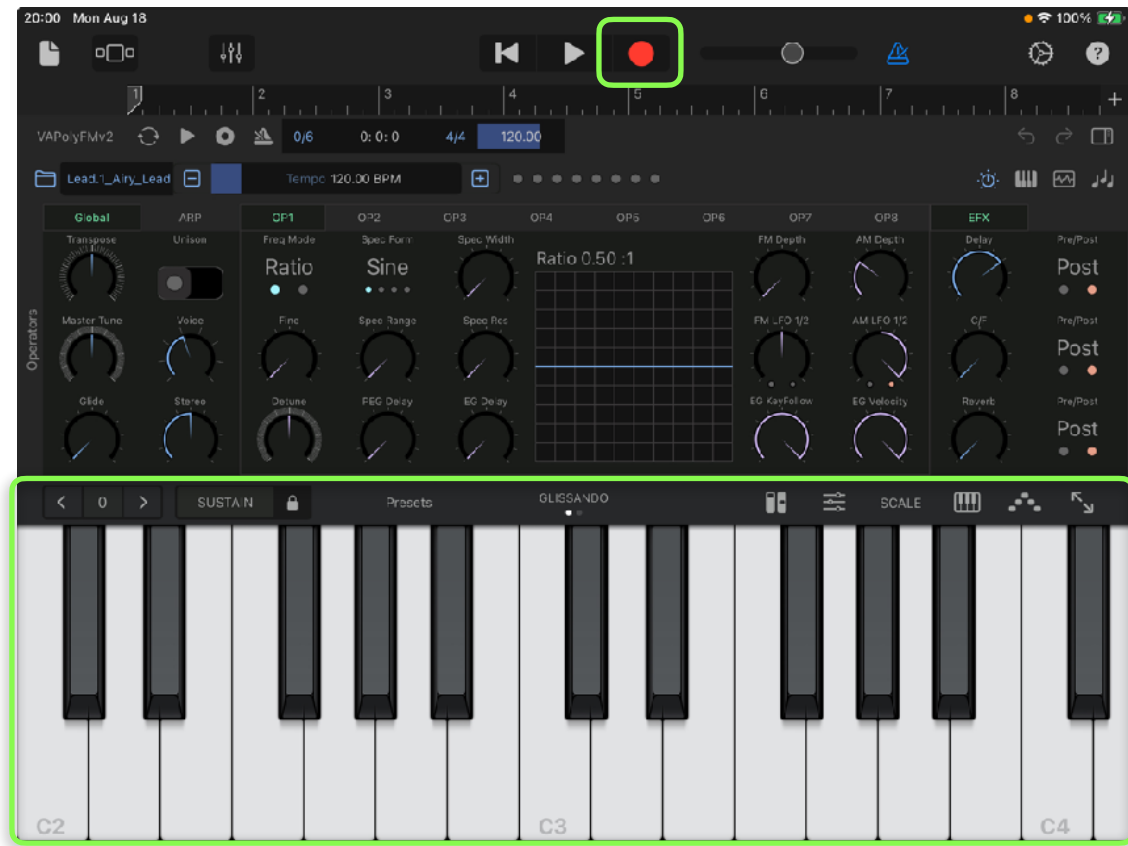 20:00 Mon Aug 18
100%
?
1 2 3 4 5 6 7 8 +
VAPolyFMv2 0/6 0: 0: 0 4/4 120.00
Lead.1_Airy_Lead Tempo 120.00 BPM
Global ARP OP1 OP2 OP3 OP4 OP5 OP6 OP7 OP8 EFX
Transpose Unison Freq Mode Spec Form Spec Width FM Depth AM Depth Delay Pre/Post
Ratio Sine Ratio 0.50 :1 Post
Operators
Master Tune Voice Fine Spec Range Spec Res FM LFO 1/2 AM LFO 1/2 C/F Pre/Post
Post
Glide Stereo Detune PEG Delay EG Delay EG KeyFollow EG Velocity Reverb Pre/Post
Post
< 0 > SUSTAIN Presets GLISSANDO SCALE
C2 C3 C4